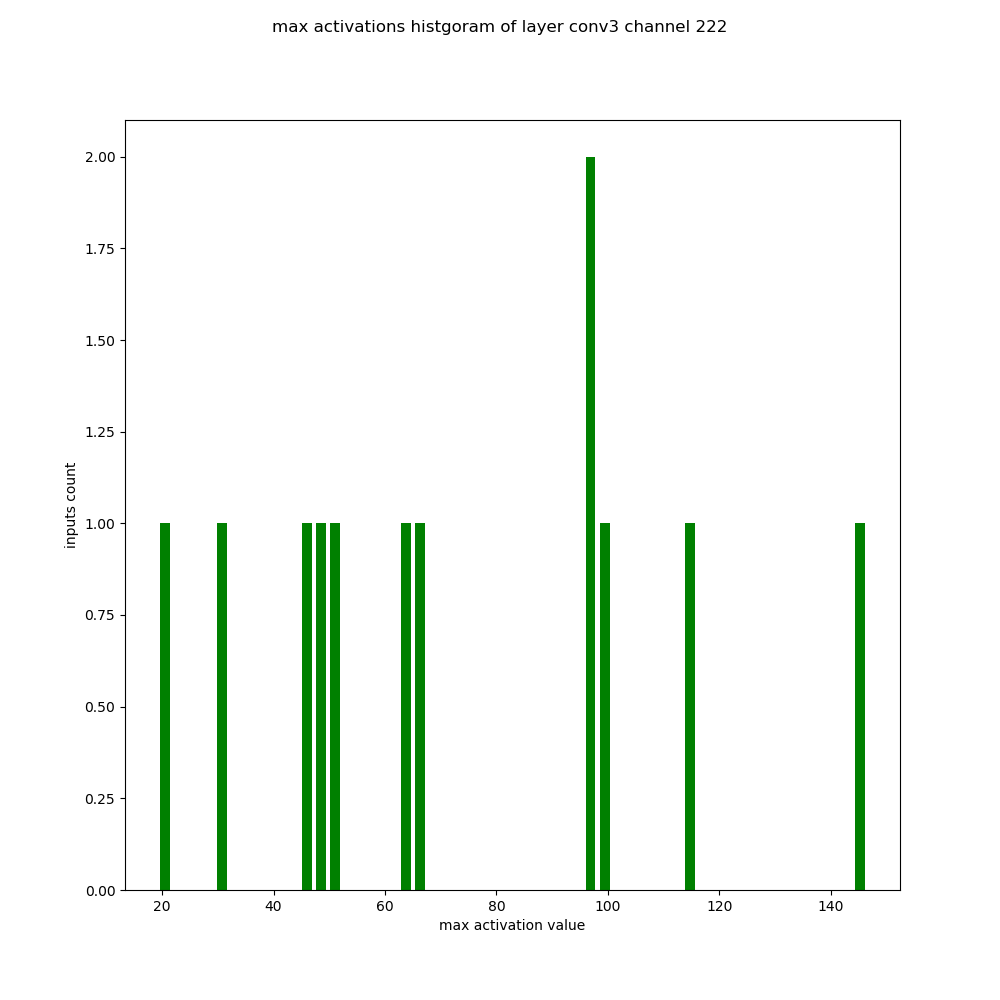 max activations histgoram of layer conv3 channel 222
2.00
1.75
1.50
1.25
1.00
0.75
0.50
0.25
0.00
inputs count
20 40 60 80 100 120 140
max activation value